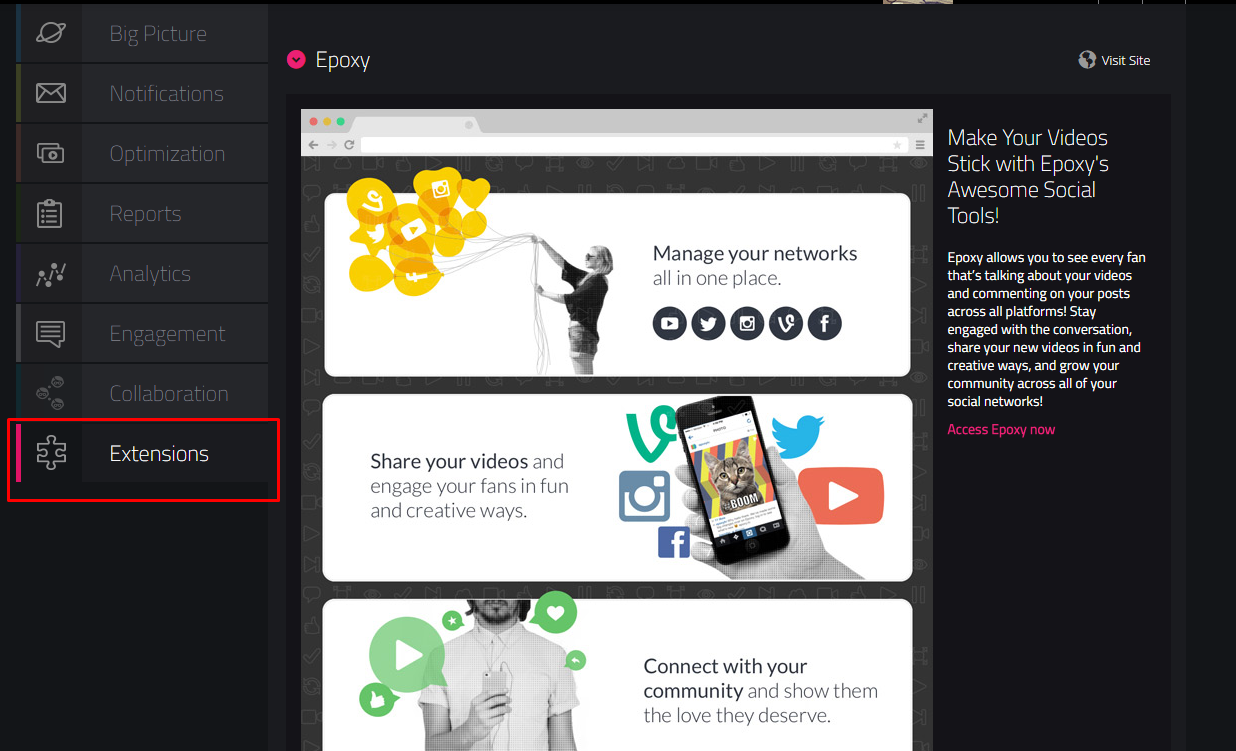 Big Picture
Notifications
Optimization
Reports
Analytics
Engagement
Collaboration
Extensions
Epoxy
Visit Site
Manage your networks
all in one place.
Share your videos and
engage your fans in fun
and creative ways.
BOOM
Connect with your
community and show them
the love they deserve.
Make Your Videos
Stick with Epoxy's
Awesome Social
Tools!
Epoxy allows you to see every fan
that's talking about your videos
and commenting on your posts
across all platforms! Stay
engaged with the conversation,
share your new videos in fun and
creative ways, and grow your
community across all of your
social networks!
Access Epoxy now